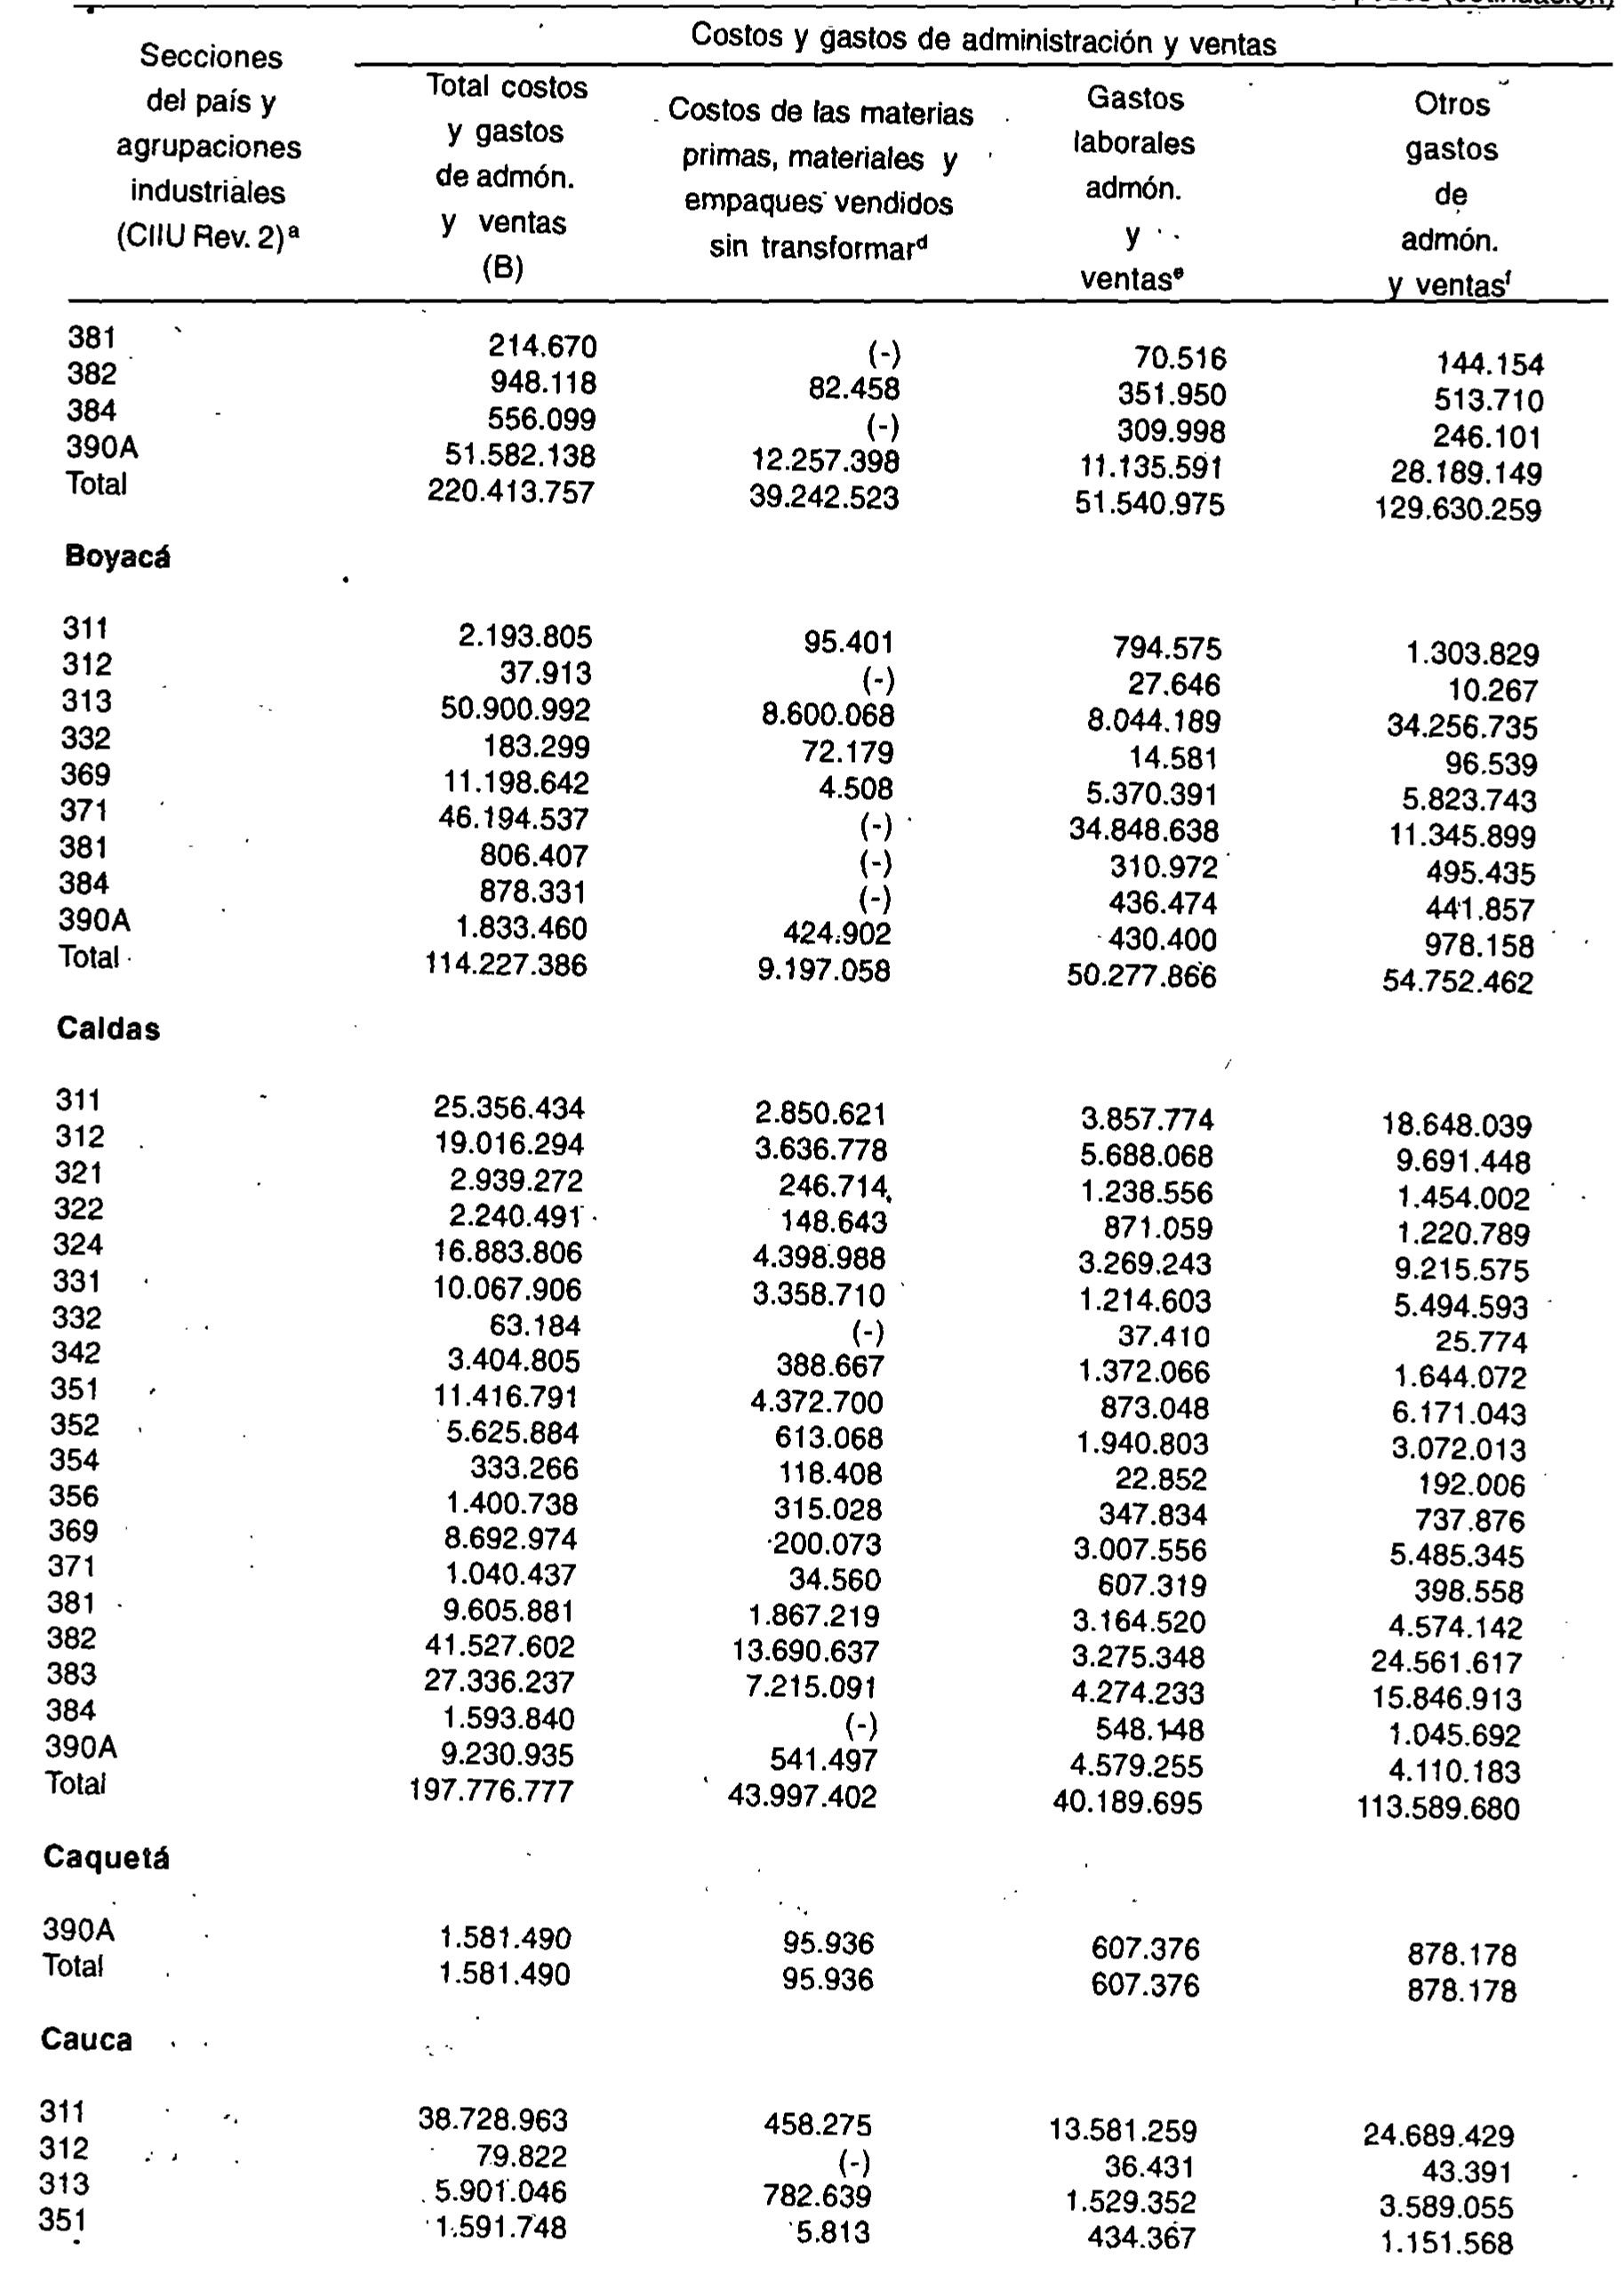 Costos y gastos de administración y ventas
Secciones
del país y
agrupaciones
industriales
(CIIU Rev. 2)a
Total costos
y gastos
de admón.
y ventas
(B)
Costos de las materias
primas, materiales y
empaques vendidos
sin transformard
Gastos
laborales
admón.
y
ventase
Otros
gastos
de
admón.
y ventasf
381 214.670 (-) 70.516 144.154
382 948.118 82.458 351.950 513.710
384 556.099 (-) 309.998 246.101
390A 51.582.138 12.257.398 11.135.591 28.189.149
Total 220.413.757 39.242.523 51.540.975 129.630.259
Boyacá
311 2.193.805 95.401 794.575 1.303.829
312 37.913 (-) 27.646 10.267
313 50.900.992 8.600.068 8.044.189 34.256.735
332 183.299 72.179 14.581 96.539
369 11.198.642 4.508 5.370.391 5.823.743
371 46.194.537 (-) 34.848.638 11.345.899
381 806.407 (-) 310.972 495.435
384 878.331 (-) 436.474 441.857
390A 1.833.460 424.902 430.400 978.158
Total 114.227.386 9.197.058 50.277.866 54.752.462
Caldas
311 25.356.434 2.850.621 3.857.774 18.648.039
312 19.016.294 3.636.778 5.688.068 9.691.448
321 2.939.272 246.714 1.238.556 1.454.002
322 2.240.491 148.643 871.059 1.220.789
324 16.883.806 4.398.988 3.269.243 9.215.575
331 10.067.906 3.358.710 1.214.603 5.494.593
332 63.184 (-) 37.410 25.774
342 3.404.805 388.667 1.372.066 1.644.072
351 11.416.791 4.372.700 873.048 6.171.043
352 5.625.884 613.068 1.940.803 3.072.013
354 333.266 118.408 22.852 192.006
356 1.400.738 315.028 347.834 737.876
369 8.692.974 200.073 3.007.556 5.485.345
371 1.040.437 34.560 607.319 398.558
381 9.605.881 1.867.219 3.164.520 4.574.142
382 41.527.602 13.690.637 3.275.348 24.561.617
383 27.336.237 7.215.091 4.274.233 15.846.913
384 1.593.840 (-) 548.148 1.045.692
390A 9.230.935 541.497 4.579.255 4.110.183
Total 197.776.777 43.997.402 40.189.695 113.589.680
Caquetá
390A 1.581.490 95.936 607.376 878.178
Total 1.581.490 95.936 607.376 878.178
Cauca
311 38.728.963 458.275 13.581.259 24.689.429
312 79.822 (-) 36.431 43.391
313 5.901.046 782.639 1.529.352 3.589.055
351 1.591.748 5.813 434.367 1.151.568